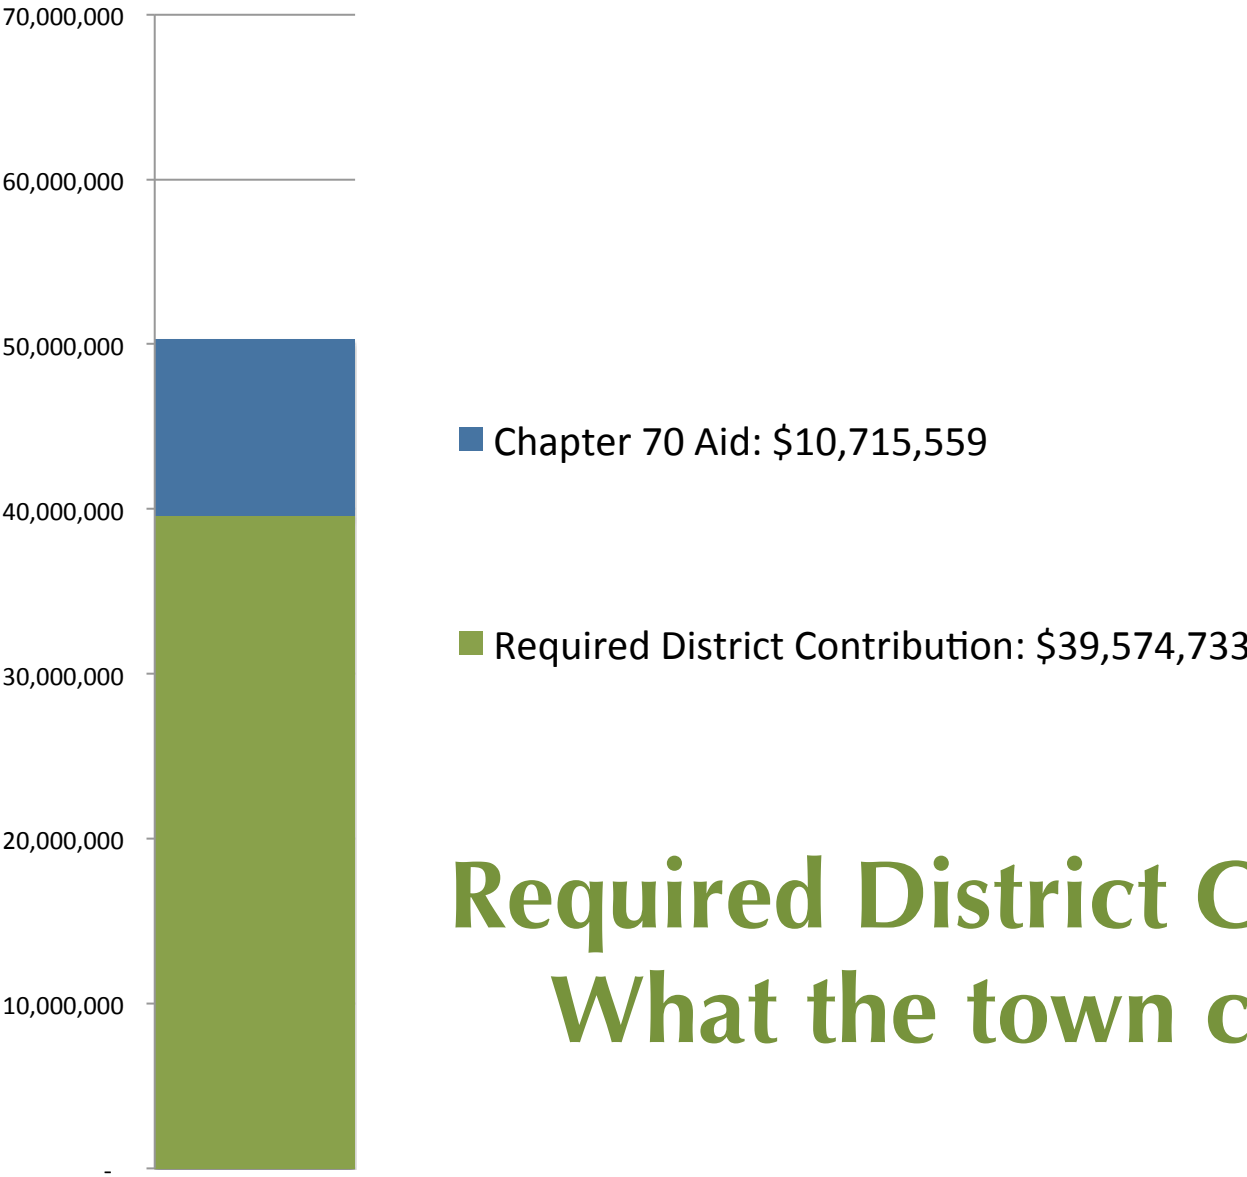 70,000,000
60,000,000
50,000,000
40,000,000
30,000,000
20,000,000
10,000,000
-
Chapter 70 Aid: $10,715,559
Required District Contribution: $39,574,733
Required District C
What the town c